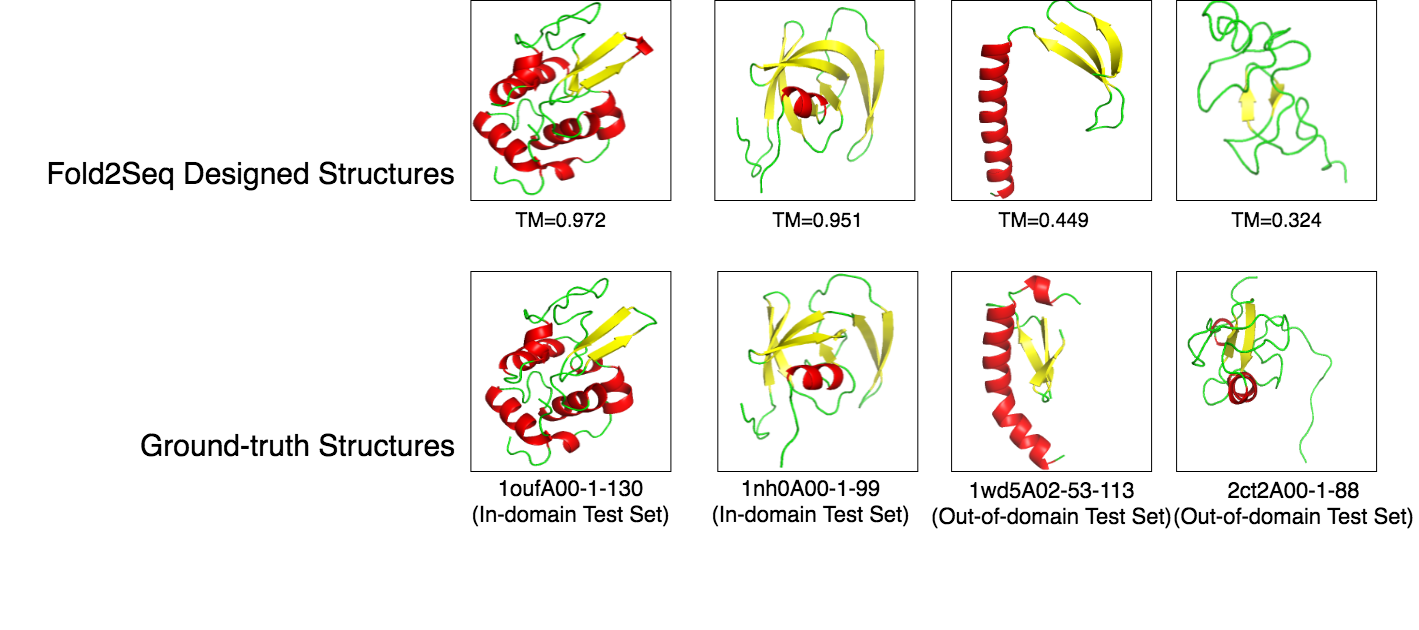 Fold2Seq Designed Structures
TM=0.972
TM=0.951
TM=0.449
TM=0.324
Ground-truth Structures
1oufA00-1-130
(In-domain Test Set)
1nh0A00-1-99
(In-domain Test Set)
1wd5A02-53-113
(Out-of-domain Test Set)
2ct2A00-1-88
(Out-of-domain Test Set)